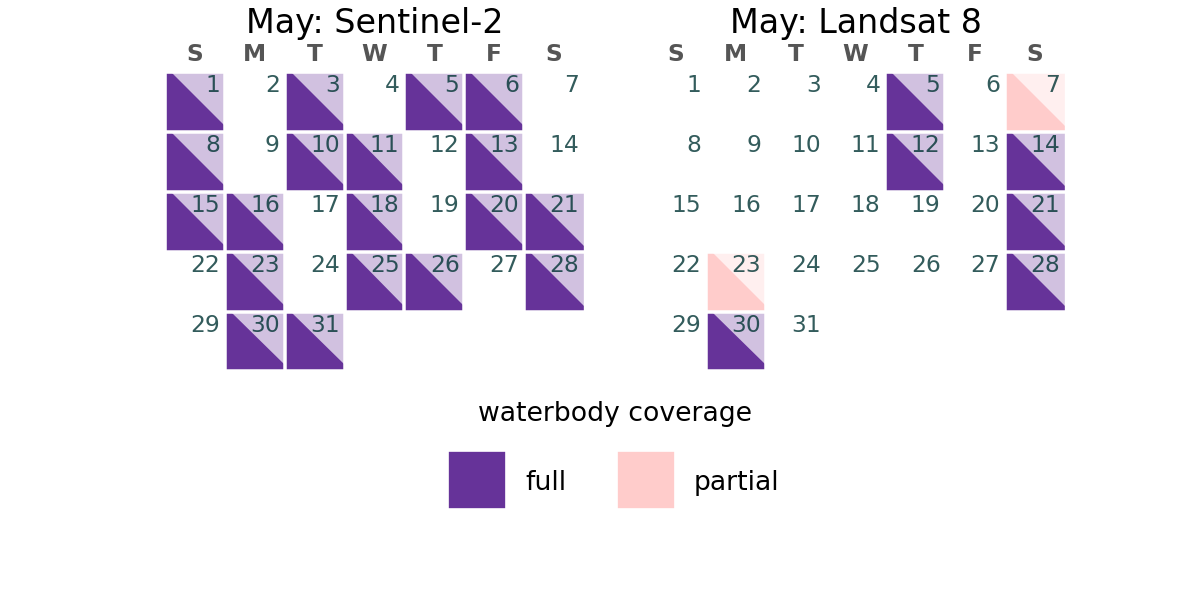 May: Sentinel-2
S M T W T F S
1 2 3 4 5 6 7
8 9 10 11 12 13 14
15 16 17 18 19 20 21
22 23 24 25 26 27 28
29 30 31
May: Landsat 8
S M T W T F S
1 2 3 4 5 6 7
8 9 10 11 12 13 14
15 16 17 18 19 20 21
22 23 24 25 26 27 28
29 30 31
waterbody coverage
full
partial